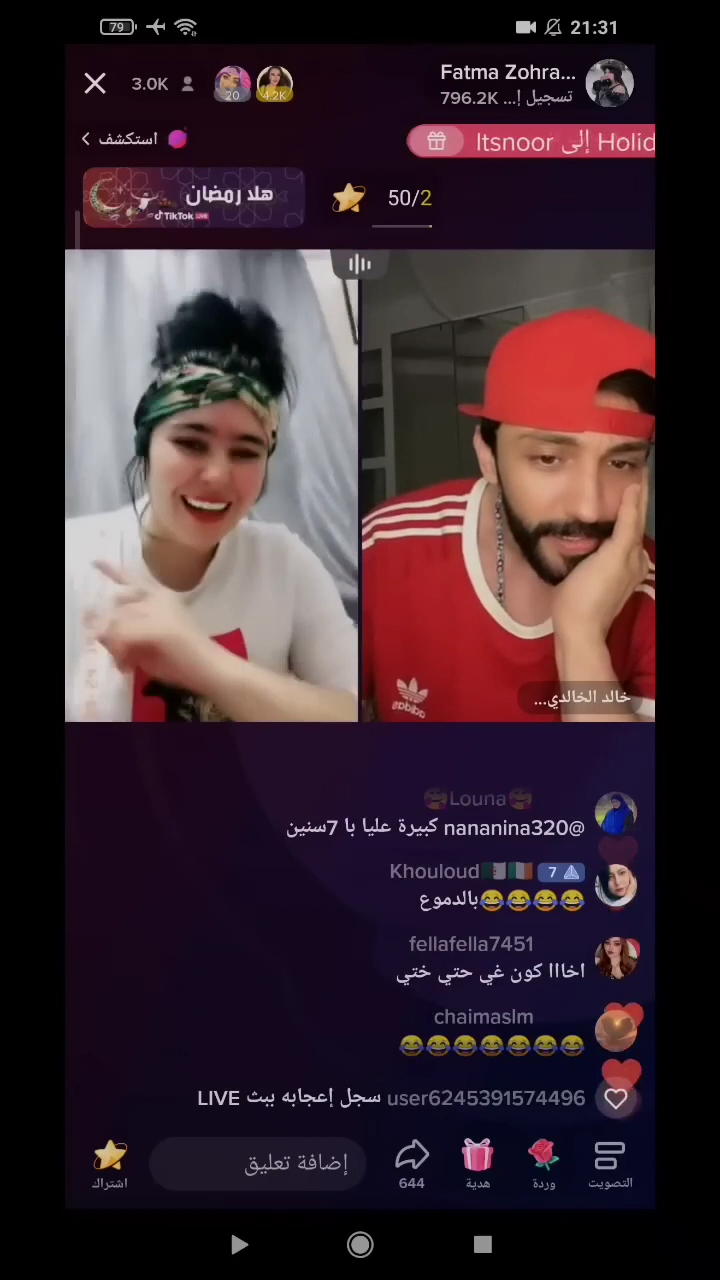 79
21:31
3.0K
20
4.2K
Fatma Zohra...
796.2K تسجيل إ...
استكشف
Itsnoor إلى Holid
هلا رمضان
TikTok LIVE
50/2
adidas
خالد الخالدي...
🥰Louna🥰
@nananina320 كبيرة عليا با 7سنين
Khouloud🇩🇿🇮🇪 7
😂😂😂😂بالدموع
fellafella7451
اخااا كون غي حتي ختي
chaimaslm
😂😂😂😂😂😂😂
user6245391574496 سجل إعجابه ببث LIVE
اشتراك
إضافة تعليق
644
هدية
وردة
التصويت